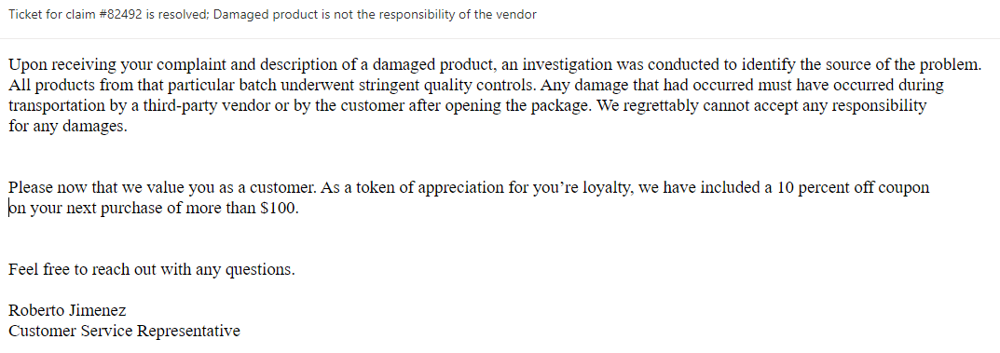 Ticket for claim #82492 is resolved; Damaged product is not the responsibility of the vendor
Upon receiving your complaint and description of a damaged product, an investigation was conducted to identify the source of the problem.
All products from that particular batch underwent stringent quality controls. Any damage that had occurred must have occurred during
transportation by a third-party vendor or by the customer after opening the package. We regrettably cannot accept any responsibility
for any damages.
Please now that we value you as a customer. As a token of appreciation for you’re loyalty, we have included a 10 percent off coupon
on your next purchase of more than $100.
Feel free to reach out with any questions.
Roberto Jimenez
Customer Service Representative